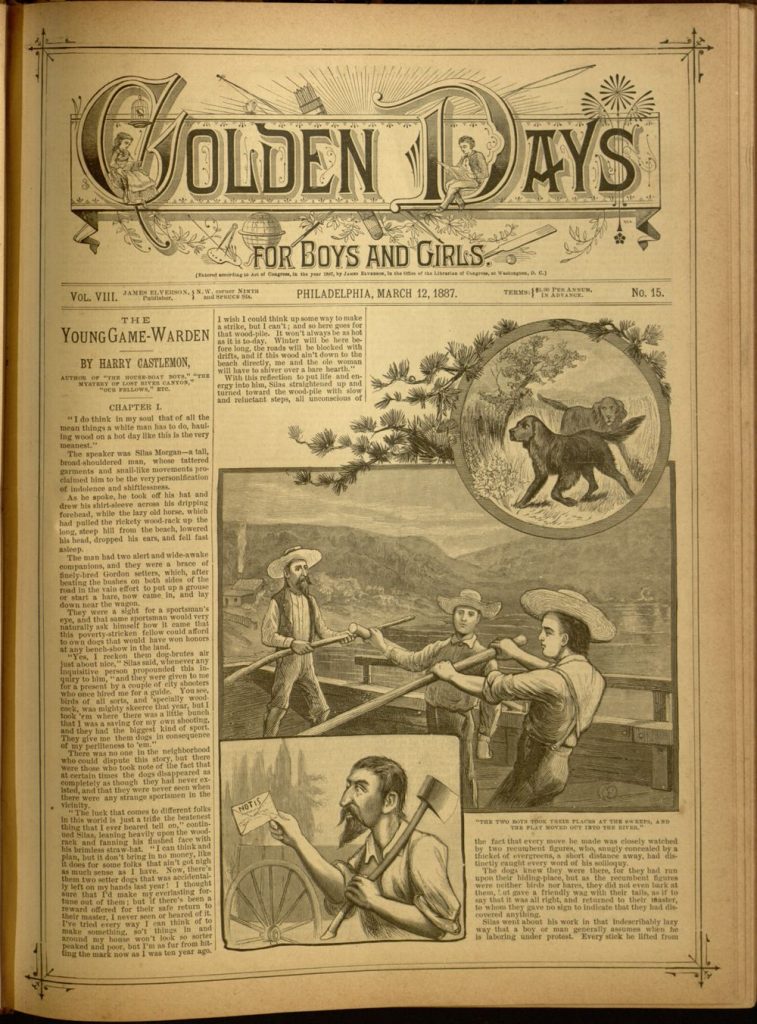 GOLDEN DAYS
FOR BOYS AND GIRLS.
(Entered according to Act of Congress, in the year 1887, by JAMES ELVERSON, in the Office of the Librarian of Congress, at Washington, D. C.)
VOL. VIII.
JAMES ELVERSON,
Publisher.
N. W. corner NINTH
and SPRUCE Sts.
PHILADELPHIA, MARCH 12, 1887.
TERMS:
$3.00 PER ANNUM,
IN ADVANCE.
No. 15.
THE
YOUNG GAME-WARDEN
BY HARRY CASTLEMON,
AUTHOR OF "THE HOUSE-BOAT BOYS," "THE
MYSTERY OF LOST RIVER CANYON,"
"OUR FELLOWS," ETC.
CHAPTER I.
"I do think in my soul that of all the
mean things a white man has to do, haul-
ing wood on a hot day like this is the very
meanest."
The speaker was Silas Morgan—a tall,
broad-shouldered man, whose tattered
garments and snail-like movements pro-
claimed him to be the very personification
of indolence and shiftlessness.
As he spoke, he took off his hat and
drew his shirt-sleeve across his dripping
forehead, while the lazy old horse, which
had pulled the rickety wood-rack up the
long, steep hill from the beach, lowered
his head, dropped his ears, and fell fast
asleep.
The man had two alert and wide-awake
companions, and they were a brace of
finely-bred Gordon setters, which, after
beating the bushes on both sides of the
road in the vain effort to put up a grouse
or start a hare, now came in, and lay
down near the wagon.
They were a sight for a sportsman's
eye, and that same sportsman would very
naturally ask himself how it came that
this poverty-stricken fellow could afford
to own dogs that would have won honors
at any bench-show in the land.
"Yes, I reckon them dog-brutes air
just about nice," Silas said, whenever any
inquisitive person propounded this in-
quiry to him, "and they were given to me
for a present by a couple of city shooters
who once hired me for a guide. You see,
birds of all sorts, and 'specially wood-
cock, was mighty skeerce that year, but I
took 'em where there was a little bunch
that I was a saving for my own shooting,
and they had the biggest kind of sport.
They give me them dogs in consequence
of my perliteness to 'em."
There was no one in the neighborhood
who could dispute this story, but there
were those who took note of the fact that
at certain times the dogs disappeared as
completely as though they had never ex-
isted, and that they were never seen when
there were any strange sportsmen in the
vicinity.
"The luck that comes to different folks
in this world is just a trifle the beatenest
thing that I ever heared tell on," contin-
ued Silas, leaning heavily upon the wood-
rack and fanning his flushed face with
his brimless straw-hat. "I can think and
plan, but it don't bring in no money, like
it does for some folks that ain't got nigh
as much sense as I have. Now, there's
them two setter dogs that was accidental-
ly left on my hands last year! I thought
sure that I'd make my everlasting for-
tune out of them; but if there's been a
reward offered for their safe return to
their master, I never seen or heared of it.
I've tried every way I can think of to
make something, so't things in and
around my house won't look so sorter
peaked and poor, but I'm as fur from hit-
ting the mark now as I was ten year ago.
I wish I could think up some way to make
a strike, but I can't; and so here goes for
that wood-pile. It won't always be as hot
as it is to-day. Winter will be here be-
fore long, the roads will be blocked with
drifts, and if this wood ain't down to the
beach directly, me and the ole woman
will have to shiver over a bare hearth."
With this reflection to put life and en-
ergy into him, Silas straightened up and
turned toward the wood-pile with slow
and reluctant steps, all unconscious of
NOTIS
"THE TWO BOYS TOOK THEIR PLACES AT THE SWEEPS, AND
THE FLAT MOVED OUT INTO THE RIVER."
the fact that every move he made was closely watched
by two recumbent figures, who, snugly concealed by a
thicket of evergreens, a short distance away, had dis-
tinctly caught every word of his soliloquy.
The dogs knew they were there, for they had run
upon their hiding-place, but as the recumbent figures
were neither birds nor hares, they did not even bark at
them, but gave a friendly wag with their tails, as if to
say that it was all right, and returned to their master,
to whom they gave no sign to indicate that they had dis-
covered anything.
Silas went about his work in that indescribably lazy
way that a boy or man generally assumes when he
is laboring under protest. Every stick he lifted from